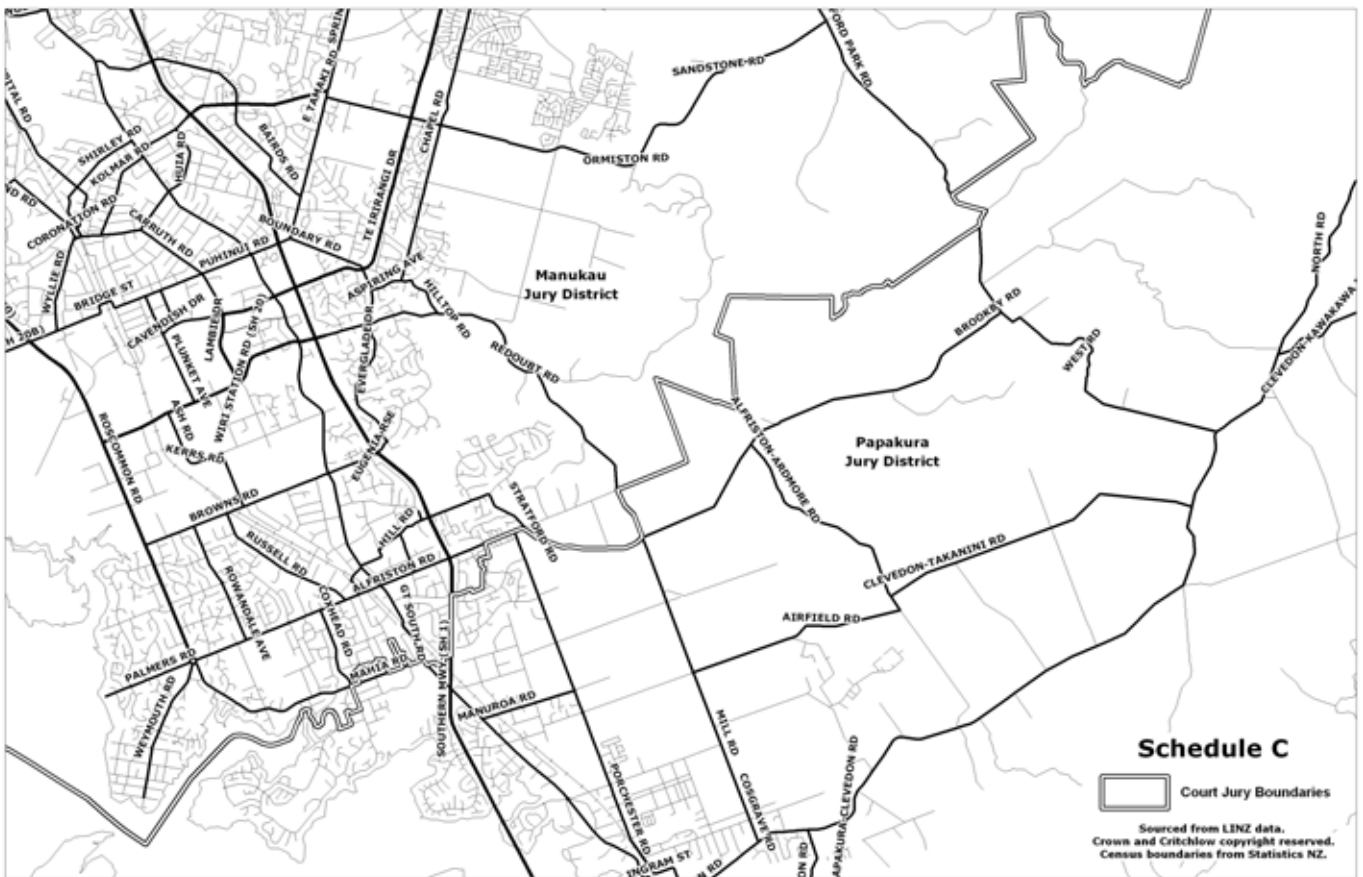 SANDSTONE RD
FORD PARK RD
E TAMAKI RD
CHAPEL RD
SHIRLEY RD
KOLMAR RD
HUIA RD
BAIRDS RD
ORMISTON RD
TE IRIRANGI DR
CORONATION RD
CARRUTH RD
PUHINUI RD
BOUNDARY RD
ASPIRING AVE
NORTH RD
WYLLIE RD
BRIDGE ST
CAVENDISH DR
LAMBIE DR
HILLTOP RD
Manukau
Jury District
BROOKBY RD
WEST RD
CLEVEDON-KAWAKAWA
PLUNKET AVE
WIRI STATION RD (SH 20)
EVERGLADE DR
REDOUBT RD
ASH RD
ROSCOMMON RD
KERRS RD
EUGENIA RSE
ALFRISTON-ARDMORE RD
Papakura
Jury District
BROWNS RD
STRATFORD RD
HILL RD
RUSSELL RD
ALFRISTON RD
CLEVEDON-TAKANINI RD
ROWANDALE AVE
COXHEAD RD
GT SOUTH RD
AIRFIELD RD
PALMERS RD
MAHIA RD
SOUTHERN MWY (SH 1)
WEYMOUTH RD
MANUROA RD
MILL RD
PORCHESTER RD
COSGRAVE RD
PAPAKURA-CLEVEDON RD
INGRAM ST
Schedule C
Court Jury Boundaries
Sourced from LINZ data.
Crown and Critchlow copyright reserved.
Census boundaries from Statistics NZ.